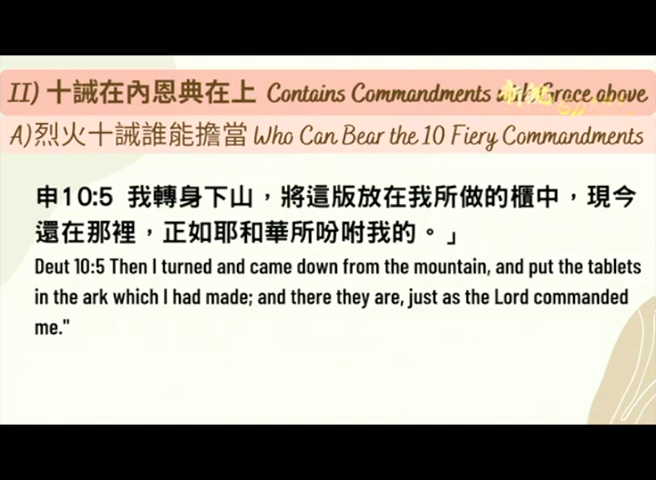 II) 十誡在內恩典在上 Contains Commandments Grace above
A)烈火十誡誰能擔當 Who Can Bear the 10 Fiery Commandments
申10:5 我轉身下山，將這版放在我所做的櫃中，現今
還在那裡，正如耶和華所吩咐我的。」
Deut 10:5 Then I turned and came down from the mountain, and put the tablets
in the ark which I had made; and there they are, just as the Lord commanded
me."